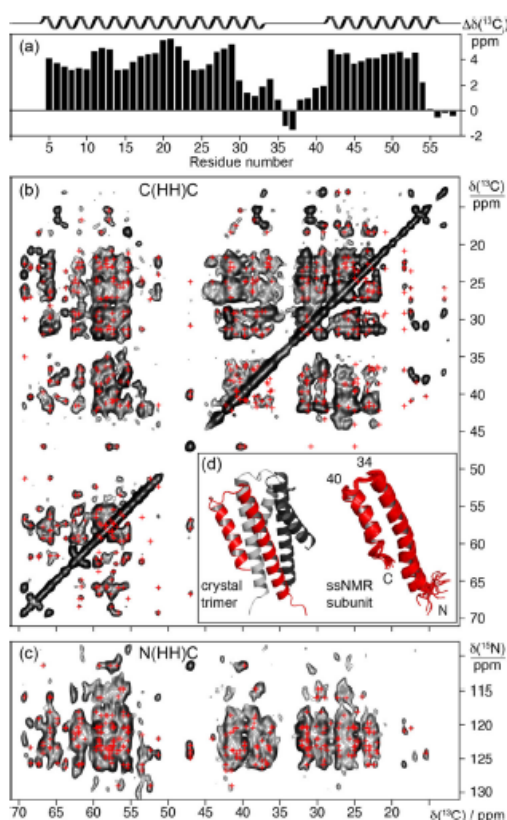 Δδ(¹³C)
ppm
(a)
4
2
0
-2
5 10 15 20 25 30 35 40 45 50 55
Residue number
(b) C(HH)C
δ(¹³C)
ppm
20
25
30
35
40
45
50
55
60
65
70
(d)
34
40
crystal
trimer
ssNMR
subunit
C
N
(c) N(HH)C
δ(¹⁵N)
ppm
115
120
125
130
70 65 60 55 50 45 40 35 30 25 20 δ(¹³C) / ppm